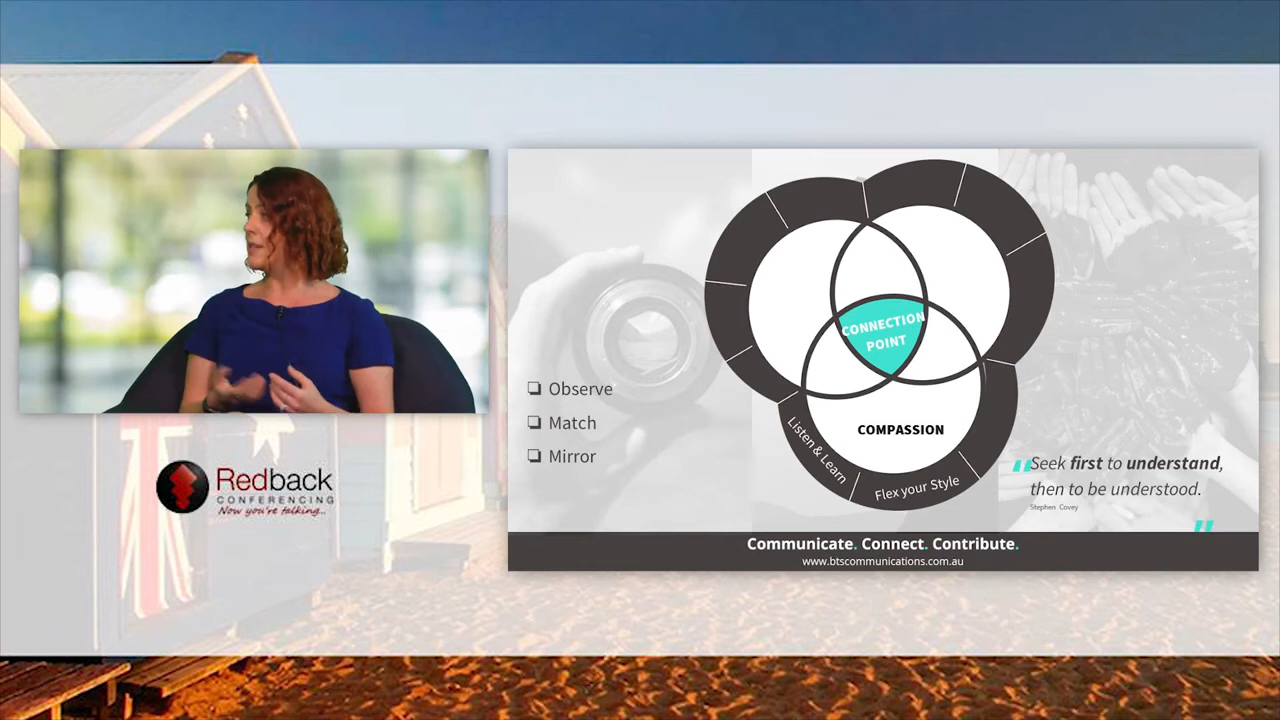 Redback
CONFERENCING
Now you're talking..
❏ Observe
❏ Match
❏ Mirror
CONNECTION
POINT
COMPASSION
Listen & Learn
Flex your Style
"Seek first to understand,
then to be understood."
Stephen Covey
Communicate. Connect. Contribute.
www.btscommunications.com.au